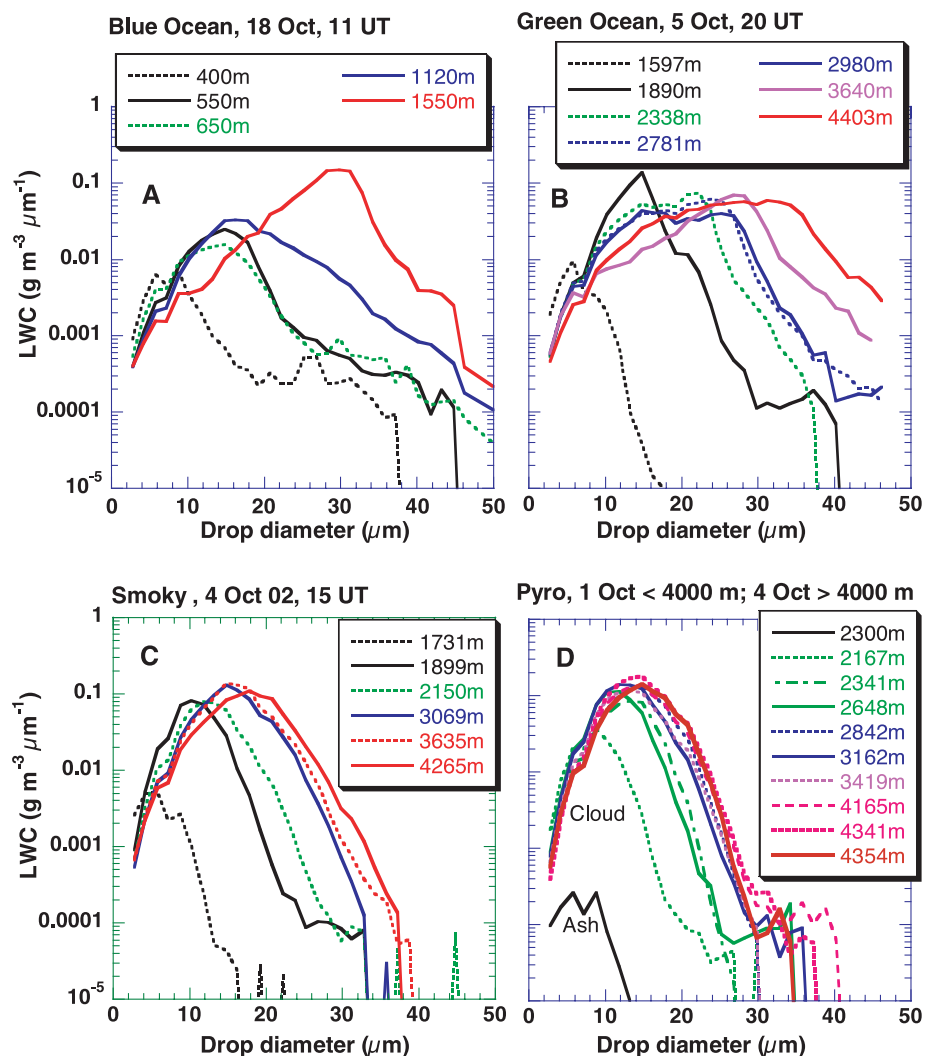 Blue Ocean, 18 Oct, 11 UT
400m
550m
650m
1120m
1550m
A
LWC (g m⁻³ µm⁻¹)
1
0.1
0.01
0.001
0.0001
10⁻⁵
0 10 20 30 40 50
Drop diameter (µm)
Green Ocean, 5 Oct, 20 UT
1597m
1890m
2338m
2781m
2980m
3640m
4403m
B
0 10 20 30 40 50
Drop diameter (µm)
Smoky , 4 Oct 02, 15 UT
1731m
1899m
2150m
3069m
3635m
4265m
C
LWC (g m⁻³ µm⁻¹)
1
0.1
0.01
0.001
0.0001
10⁻⁵
0 10 20 30 40 50
Drop diameter (µm)
Pyro, 1 Oct < 4000 m; 4 Oct > 4000 m
2300m
2167m
2341m
2648m
2842m
3162m
3419m
4165m
4341m
4354m
D
Cloud
Ash
0 10 20 30 40 50
Drop diameter (µm)